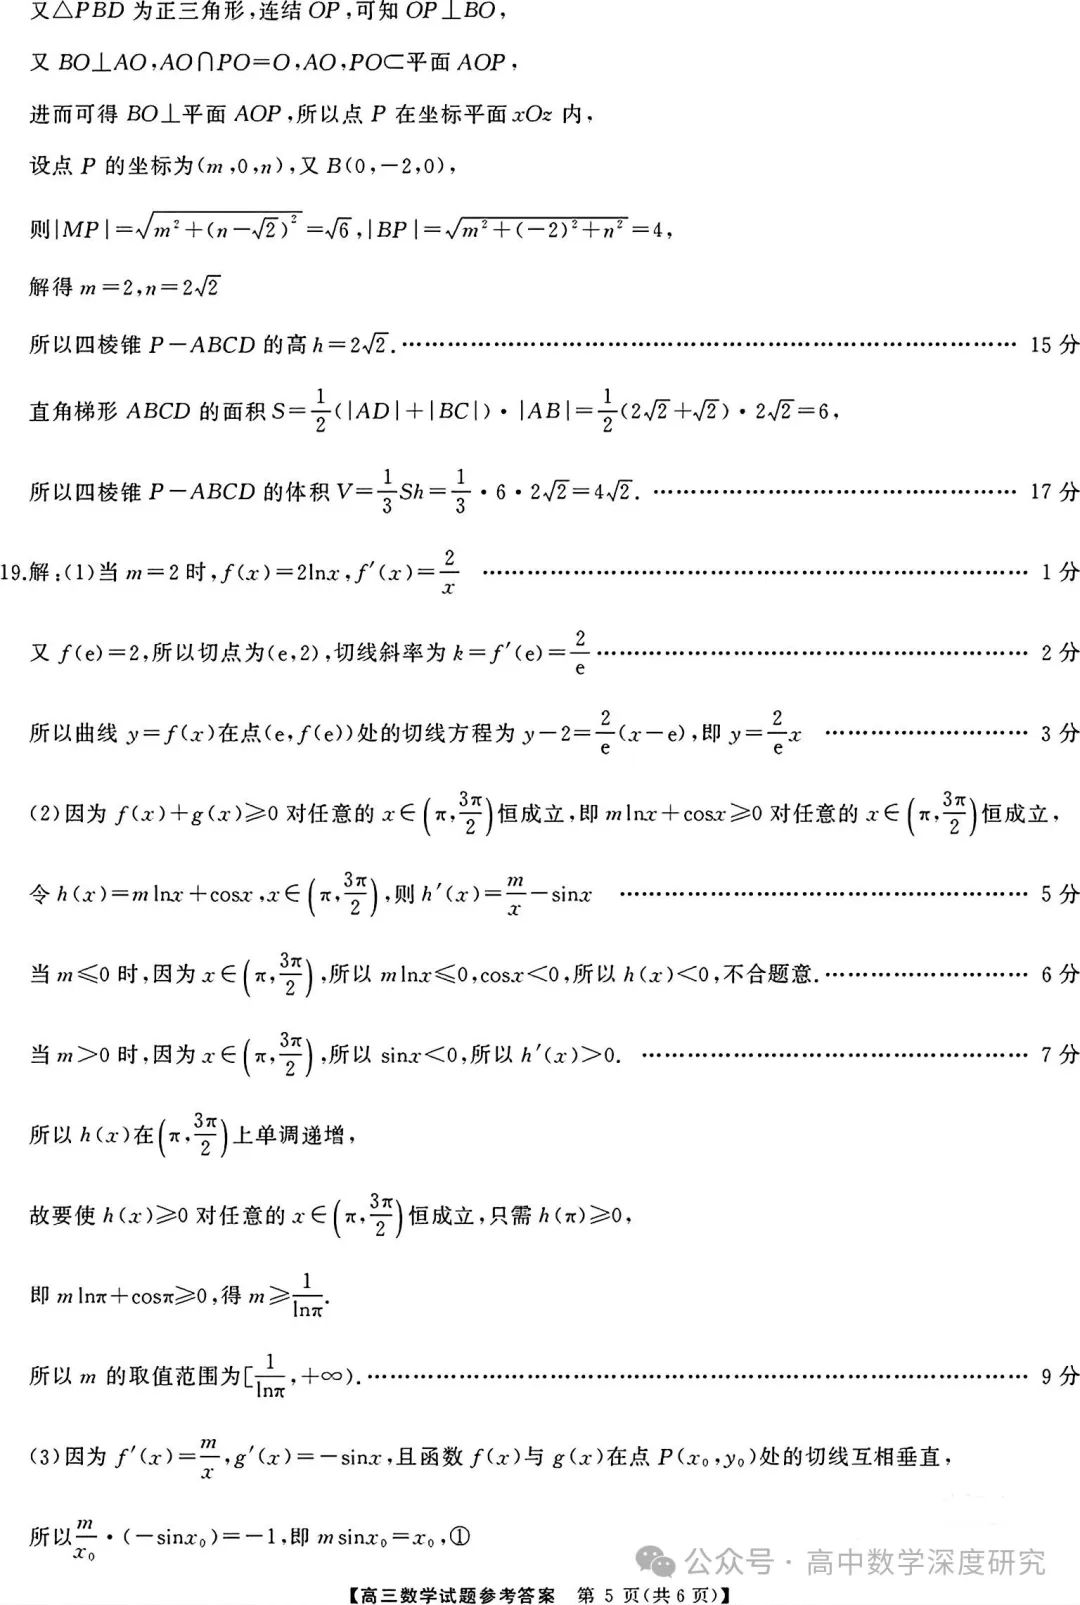 又△PBD 为正三角形,连结 OP,可知 OP⊥BO,
又 BO⊥AO,AO∩PO=O,AO,PO⊂平面 AOP,
进而可得 BO⊥平面 AOP,所以点 P 在坐标平面 xOz 内,
设点 P 的坐标为(m,0,n),又 B(0,-2,0),
则|MP|=√(m²+(n-√2)²)=√6,|BP|=√(m²+(-2)²+n²)=4,
解得 m=2,n=2√2
所以四棱锥 P-ABCD 的高 h=2√2.…………………………………………………………………… 15 分
直角梯形 ABCD 的面积 S=1/2(|AD|+|BC|)·|AB|=1/2(2√2+√2)·2√2=6,
所以四棱锥 P-ABCD 的体积 V=1/3Sh=1/3·6·2√2=4√2. ………………………………………… 17 分
19.解:(1)当 m=2 时,f(x)=2lnx,f′(x)=2/x ……………………………………………………………… 1 分
又 f(e)=2,所以切点为(e,2),切线斜率为 k=f′(e)=2/e ………………………………………………… 2 分
所以曲线 y=f(x)在点(e,f(e))处的切线方程为 y-2=2/e(x-e),即 y=2/e x ……………………… 3 分
(2)因为 f(x)+g(x)≥0 对任意的 x∈(π,3π/2)恒成立,即 mlnx+cosx≥0 对任意的 x∈(π,3π/2)恒成立,
令 h(x)=mlnx+cosx,x∈(π,3π/2),则 h′(x)=m/x-sinx ……………………………………………… 5 分
当 m≤0 时,因为 x∈(π,3π/2),所以 mlnx≤0,cosx<0,所以 h(x)<0,不合题意.……………………… 6 分
当 m>0 时,因为 x∈(π,3π/2),所以 sinx<0,所以 h′(x)>0. …………………………………………… 7 分
所以 h(x)在(π,3π/2)上单调递增,
故要使 h(x)≥0 对任意的 x∈(π,3π/2)恒成立,只需 h(π)≥0,
即 mlnπ+cosπ≥0,得 m≥1/lnπ.
所以 m 的取值范围为[1/lnπ,+∞).…………………………………………………………………………… 9 分
(3)因为 f′(x)=m/x,g′(x)=-sinx,且函数 f(x)与 g(x)在点 P(x₀,y₀)处的切线互相垂直,
所以m/x₀·(-sinx₀)=-1,即 msinx₀=x₀,①
公众号·高中数学深度研究
【高三数学试题参考答案 第 5 页(共 6 页)】